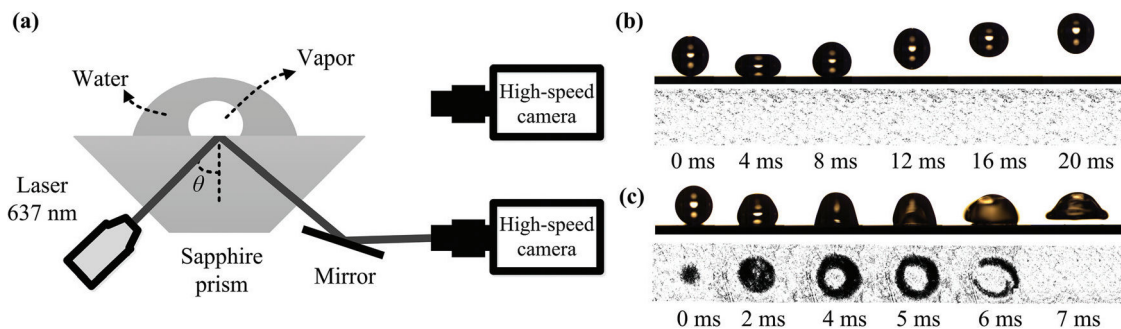 (a)
Water
Vapor
θ
Laser
637 nm
Sapphire
prism
Mirror
High-speed
camera
High-speed
camera
(b)
0 ms 4 ms 8 ms 12 ms 16 ms 20 ms
(c)
0 ms 2 ms 4 ms 5 ms 6 ms 7 ms